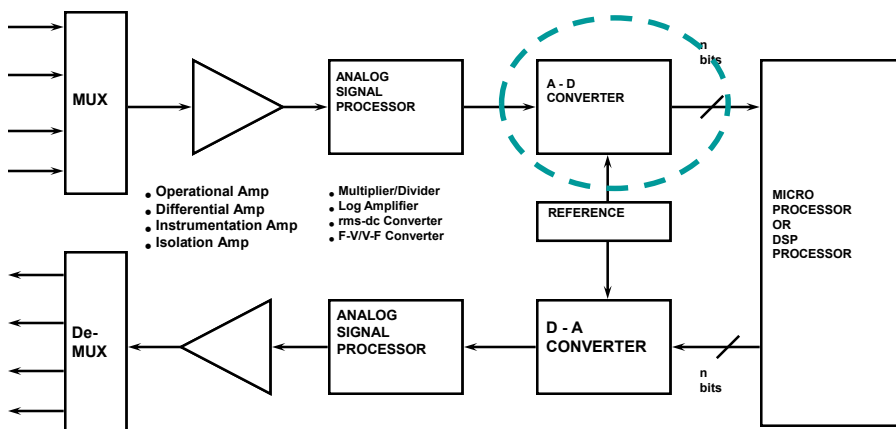 MUX
ANALOG
SIGNAL
PROCESSOR
A - D
CONVERTER
n
bits
• Operational Amp
• Differential Amp
• Instrumentation Amp
• Isolation Amp
• Multiplier/Divider
• Log Amplifier
• rms-dc Converter
• F-V/V-F Converter
REFERENCE
MICRO
PROCESSOR
OR
DSP
PROCESSOR
De-
MUX
ANALOG
SIGNAL
PROCESSOR
D - A
CONVERTER
n
bits